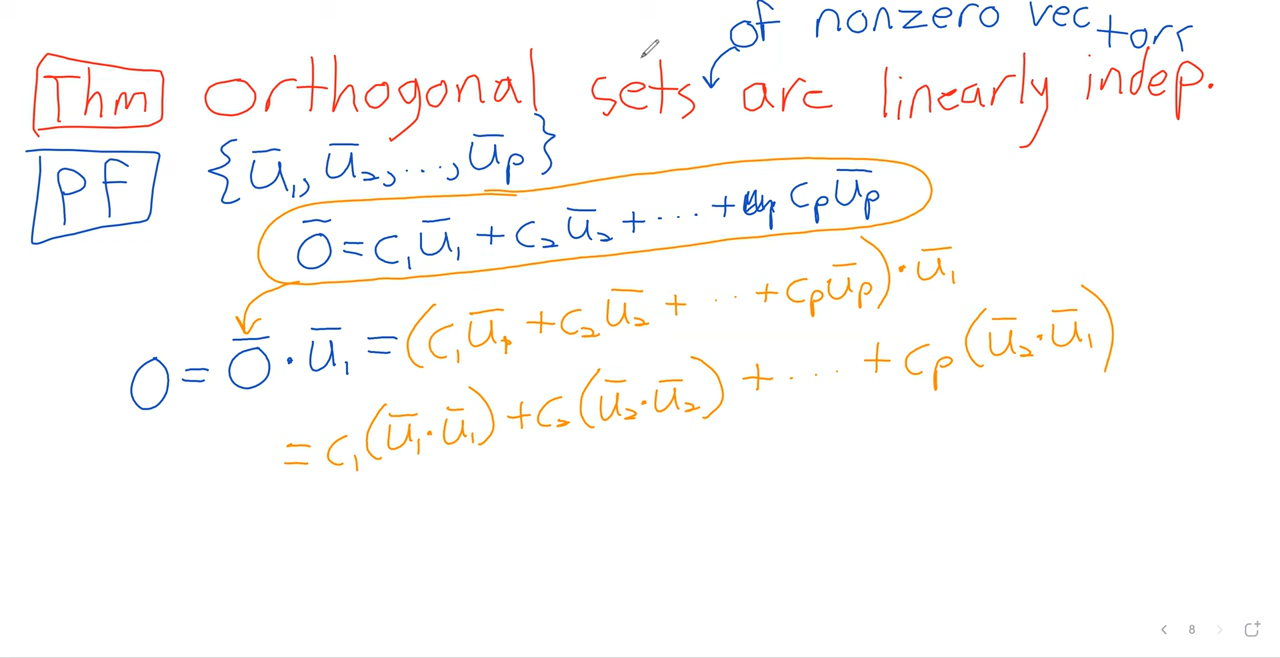 of nonzero vectors
Thm Orthogonal sets are linearly indep.
Pf {ū₁, ū₂, ..., ūp}
0̄ = c₁ū₁ + c₂ū₂ + ... + cpūp
0 = 0̄ · ū₁ = (c₁ū₁ + c₂ū₂ + ... + cpūp) · ū₁
= c₁(ū₁·ū₁) + c₂(ū₂·ū₂) + ... + cp(ū₂·ū₁)
8